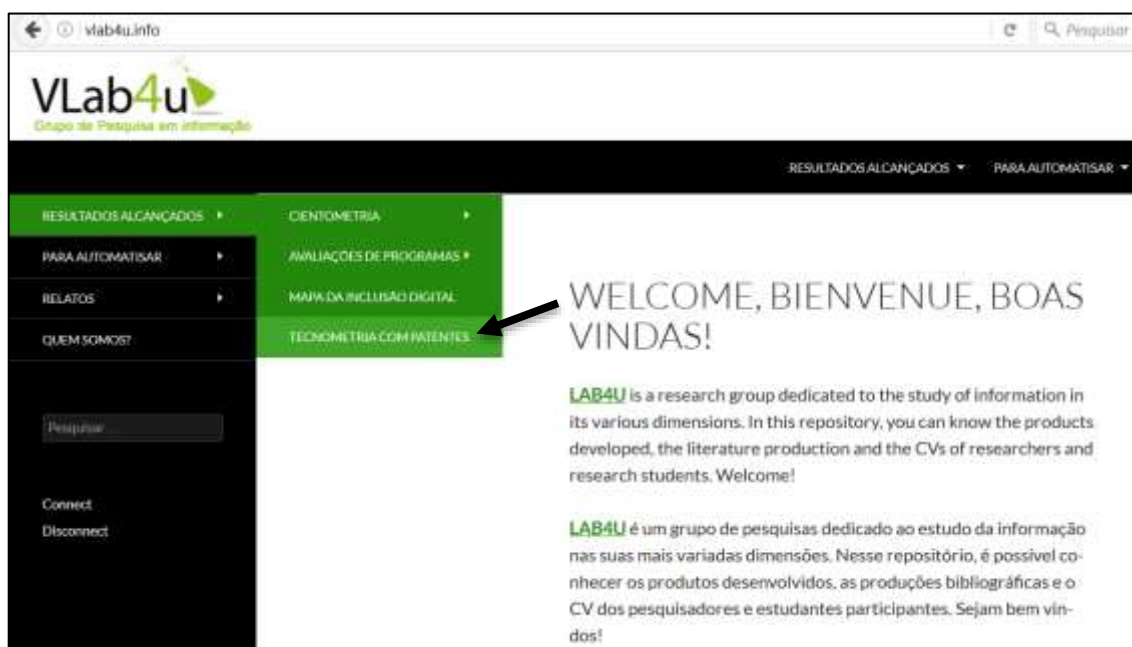 vlab4u.info
Pesquisar
VLab4u
Grupo de Pesquisa em informação
RESULTADOS ALCANÇADOS
PARA AUTOMATISAR
RESULTADOS ALCANÇADOS
CIENTOMETRIA
PARA AUTOMATISAR
AVALIAÇÕES DE PROGRAMAS
RELATOS
MAPA DA INCLUSÃO DIGITAL
QUEM SOMOS?
TECNOMETRIA COM PATENTES
Pesquisar ...
Connect
Disconnect
WELCOME, BIENVENUE, BOAS
VINDAS!
LAB4U is a research group dedicated to the study of information in
its various dimensions. In this repository, you can know the products
developed, the literature production and the CVs of researchers and
research students. Welcome!
LAB4U é um grupo de pesquisas dedicado ao estudo da informação
nas suas mais variadas dimensões. Nesse repositório, é possível co-
nhecer os produtos desenvolvidos, as produções bibliográficas e o
CV dos pesquisadores e estudantes participantes. Sejam bem vin-
dos!